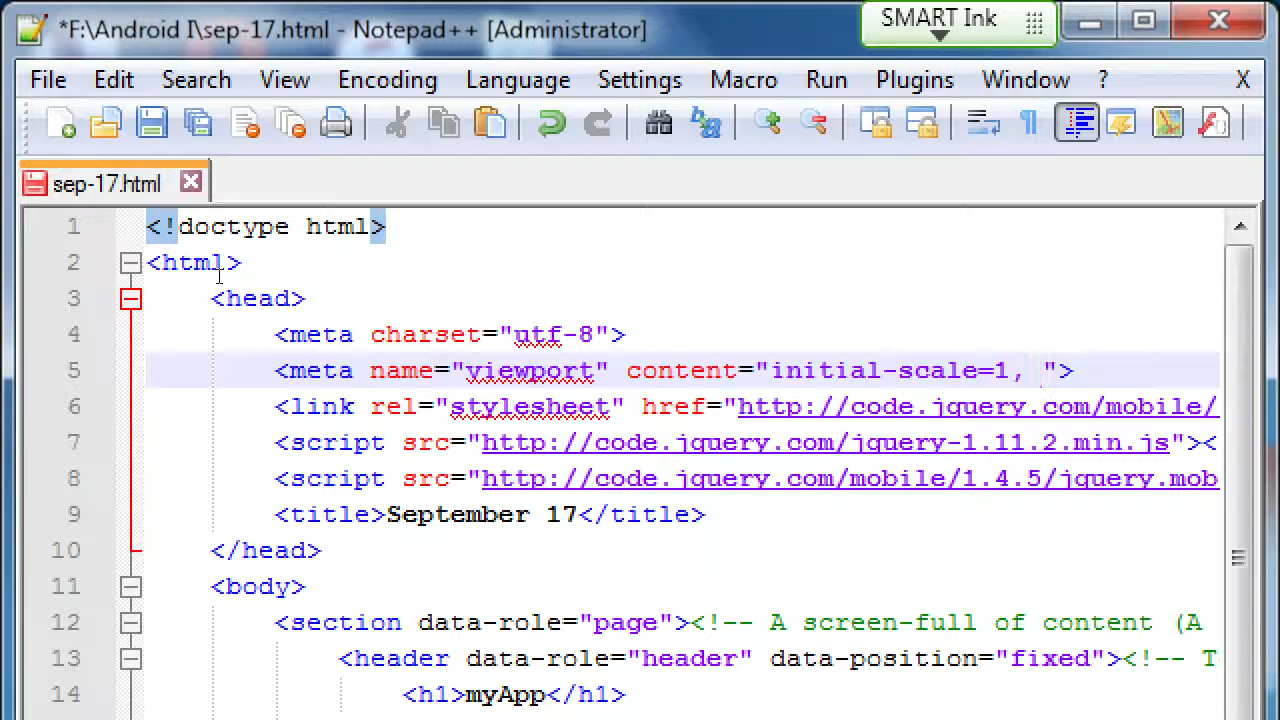 *F:\Android I\sep-17.html - Notepad++ [Administrator]
SMART Ink
File Edit Search View Encoding Language Settings Macro Run Plugins Window ? X
sep-17.html
1 <!doctype html>
2 <html>
3 <head>
4 <meta charset="utf-8">
5 <meta name="viewport" content="initial-scale=1, ">
6 <link rel="stylesheet" href="http://code.jquery.com/mobile/
7 <script src="http://code.jquery.com/jquery-1.11.2.min.js"><
8 <script src="http://code.jquery.com/mobile/1.4.5/jquery.mob
9 <title>September 17</title>
10 </head>
11 <body>
12 <section data-role="page"><!-- A screen-full of content (A
13 <header data-role="header" data-position="fixed"><!-- T
14 <h1>myApp</h1>